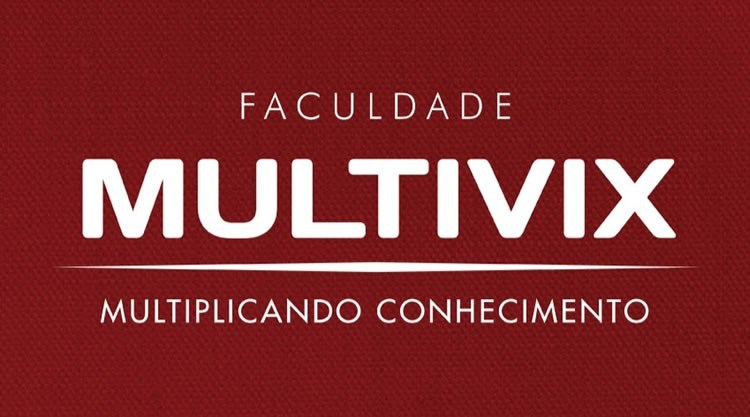 FACULDADE
MULTIVIX
MULTIPLICANDO CONHECIMENTO